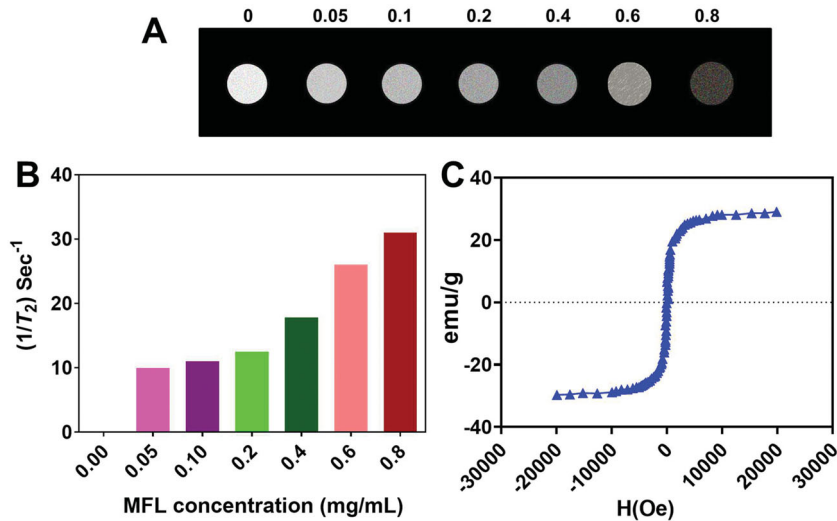 A
0 0.05 0.1 0.2 0.4 0.6 0.8
B
(1/T₂) Sec⁻¹
40
30
20
10
0
0.00 0.05 0.10 0.2 0.4 0.6 0.8
MFL concentration (mg/mL)
C
emu/g
40
20
0
-20
-40
-30000 -20000 -10000 0 10000 20000 30000
H(Oe)